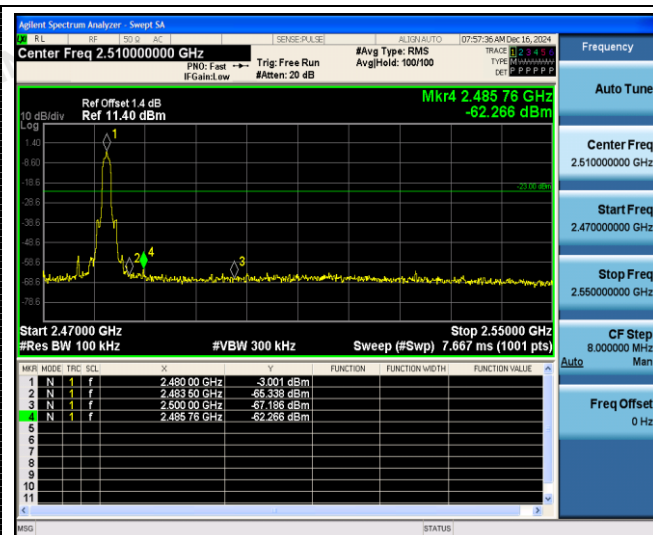 Agilent Spectrum Analyzer - Swept SA
RL RF 50 Ω AC SENSE:PULSE ALIGN AUTO 07:57:36 AM Dec 16, 2024
Center Freq 2.510000000 GHz
PNO: Fast
IFGain:Low
Trig: Free Run
#Atten: 20 dB
#Avg Type: RMS
Avg|Hold: 100/100
TRACE 1 2 3 4 5 6
TYPE M
DET P P P P P P
Frequency
Ref Offset 1.4 dB
10 dB/div Ref 11.40 dBm
Log
Mkr4 2.485 76 GHz
-62.266 dBm
1.40
-8.60
-18.6
-28.6
-38.6
-48.6
-58.6
-68.6
-78.6
-23.00 dBm
1
2
4
3
Start 2.47000 GHz Stop 2.55000 GHz
#Res BW 100 kHz #VBW 300 kHz Sweep (#Swp) 7.667 ms (1001 pts)
MKR MODE TRC SCL X Y FUNCTION FUNCTION WIDTH FUNCTION VALUE
1 N 1 f 2.480 00 GHz -3.001 dBm
2 N 1 f 2.483 50 GHz -65.338 dBm
3 N 1 f 2.500 00 GHz -67.186 dBm
4 N 1 f 2.485 76 GHz -62.266 dBm
5
6
7
8
9
10
11
MSG STATUS
Auto Tune
Center Freq
2.510000000 GHz
Start Freq
2.470000000 GHz
Stop Freq
2.550000000 GHz
CF Step
8.000000 MHz
Auto Man
Freq Offset
0 Hz